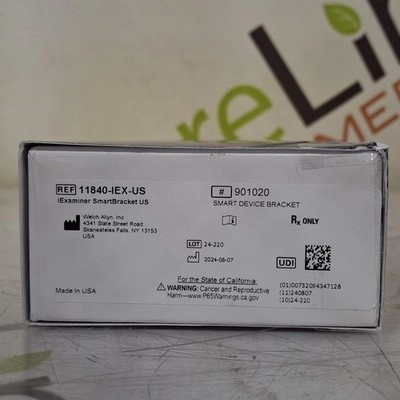 reLin
MED
REF 11840-IEX-US
iExaminer SmartBracket US
# 901020
SMART DEVICE BRACKET
Welch Allyn, Inc.
4341 State Street Road
Skaneateles Falls, NY 13153
USA
Rx ONLY
LOT 24-220
2024-08-07
UDI
For the State of California:
WARNING: Cancer and Reproductive
Harm—www.P65Warnings.ca.gov
Made in USA
(01)00732094347128
(11)240807
(10)24-220